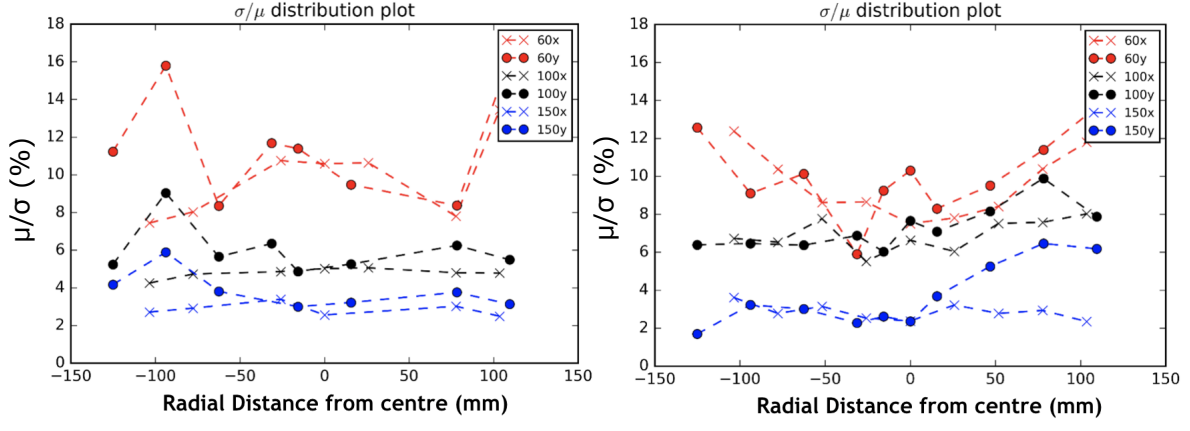 σ/μ distribution plot
18
16
14
12
10
8
6
4
2
0
μ/σ (%)
60x
60y
100x
100y
150x
150y
−150 −100 −50 0 50 100 150
Radial Distance from centre (mm)
σ/μ distribution plot
18
16
14
12
10
8
6
4
2
0
μ/σ (%)
60x
60y
100x
100y
150x
150y
−150 −100 −50 0 50 100 150
Radial Distance from centre (mm)